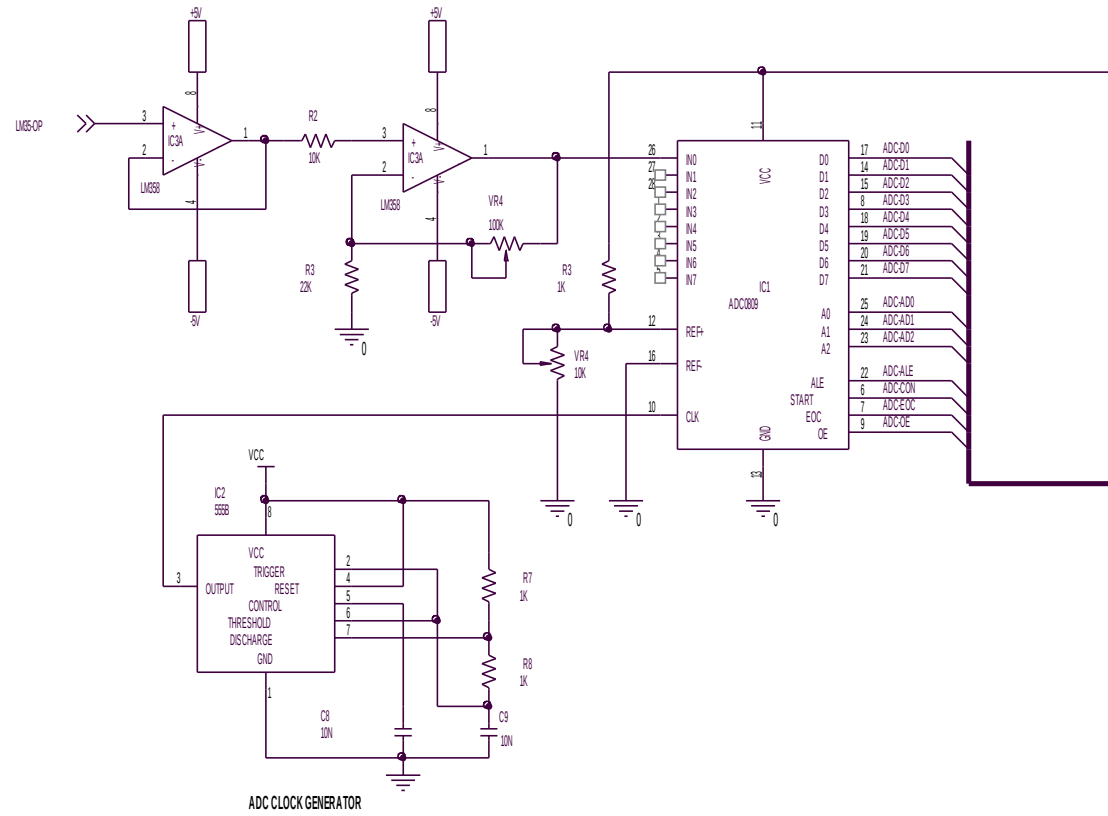 +5V
+5V
LM35-OP
3
2
+
-
IC3A
V+
V-
8
4
1
LM358
-5V
R2
10K
3
2
+
-
IC3A
V+
V-
8
4
1
LM358
-5V
VR4
100K
R3
22K
0
R3
1K
VR4
10K
0
0
26
27
28
12
16
10
11
13
IN0
IN1
IN2
IN3
IN4
IN5
IN6
IN7
REF+
REF-
CLK
VCC
IC1
ADC0809
GND
0
D0
D1
D2
D3
D4
D5
D6
D7
A0
A1
A2
ALE
START
EOC
OE
17 ADC-D0
14 ADC-D1
15 ADC-D2
8 ADC-D3
18 ADC-D4
19 ADC-D5
20 ADC-D6
21 ADC-D7
25 ADC-AD0
24 ADC-AD1
23 ADC-AD2
22 ADC-ALE
6 ADC-CON
7 ADC-EOC
9 ADC-OE
VCC
IC2
555B
8
VCC
TRIGGER
RESET
CONTROL
THRESHOLD
DISCHARGE
GND
OUTPUT
3
2
4
5
6
7
1
R7
1K
R8
1K
C8
10N
C9
10N
ADC CLOCK GENERATOR